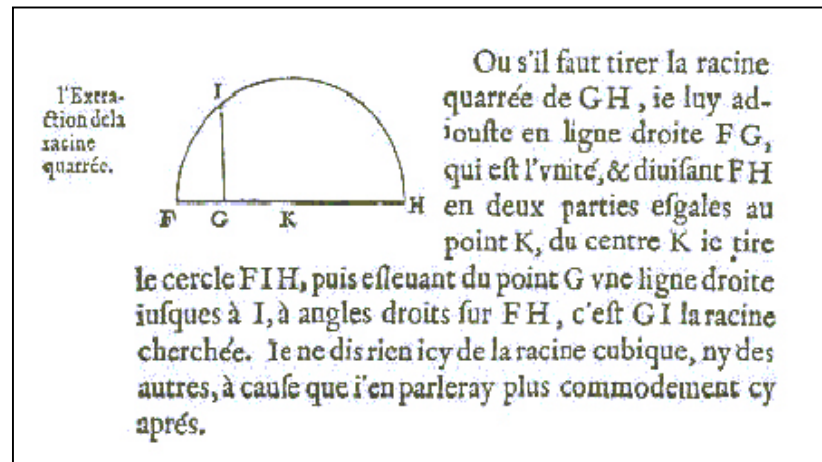 l'Extra-
ction dela
racine
quarrée.
I
F G K H
Ou s'il faut tirer la racine
quarrée de GH, ie luy ad-
iouſte en ligne droite FG,
qui eſt l'vnité, & diuiſant FH
en deux parties eſgales au
point K, du centre K ie tire
le cercle FIH, puis eſleuant du point G vne ligne droite
iuſques à I, à angles droits ſur FH, c'eſt GI la racine
cherchée. Ie ne dis rien icy de la racine cubique, ny des
autres, à cauſe que i'en parleray plus commodement cy
aprés.